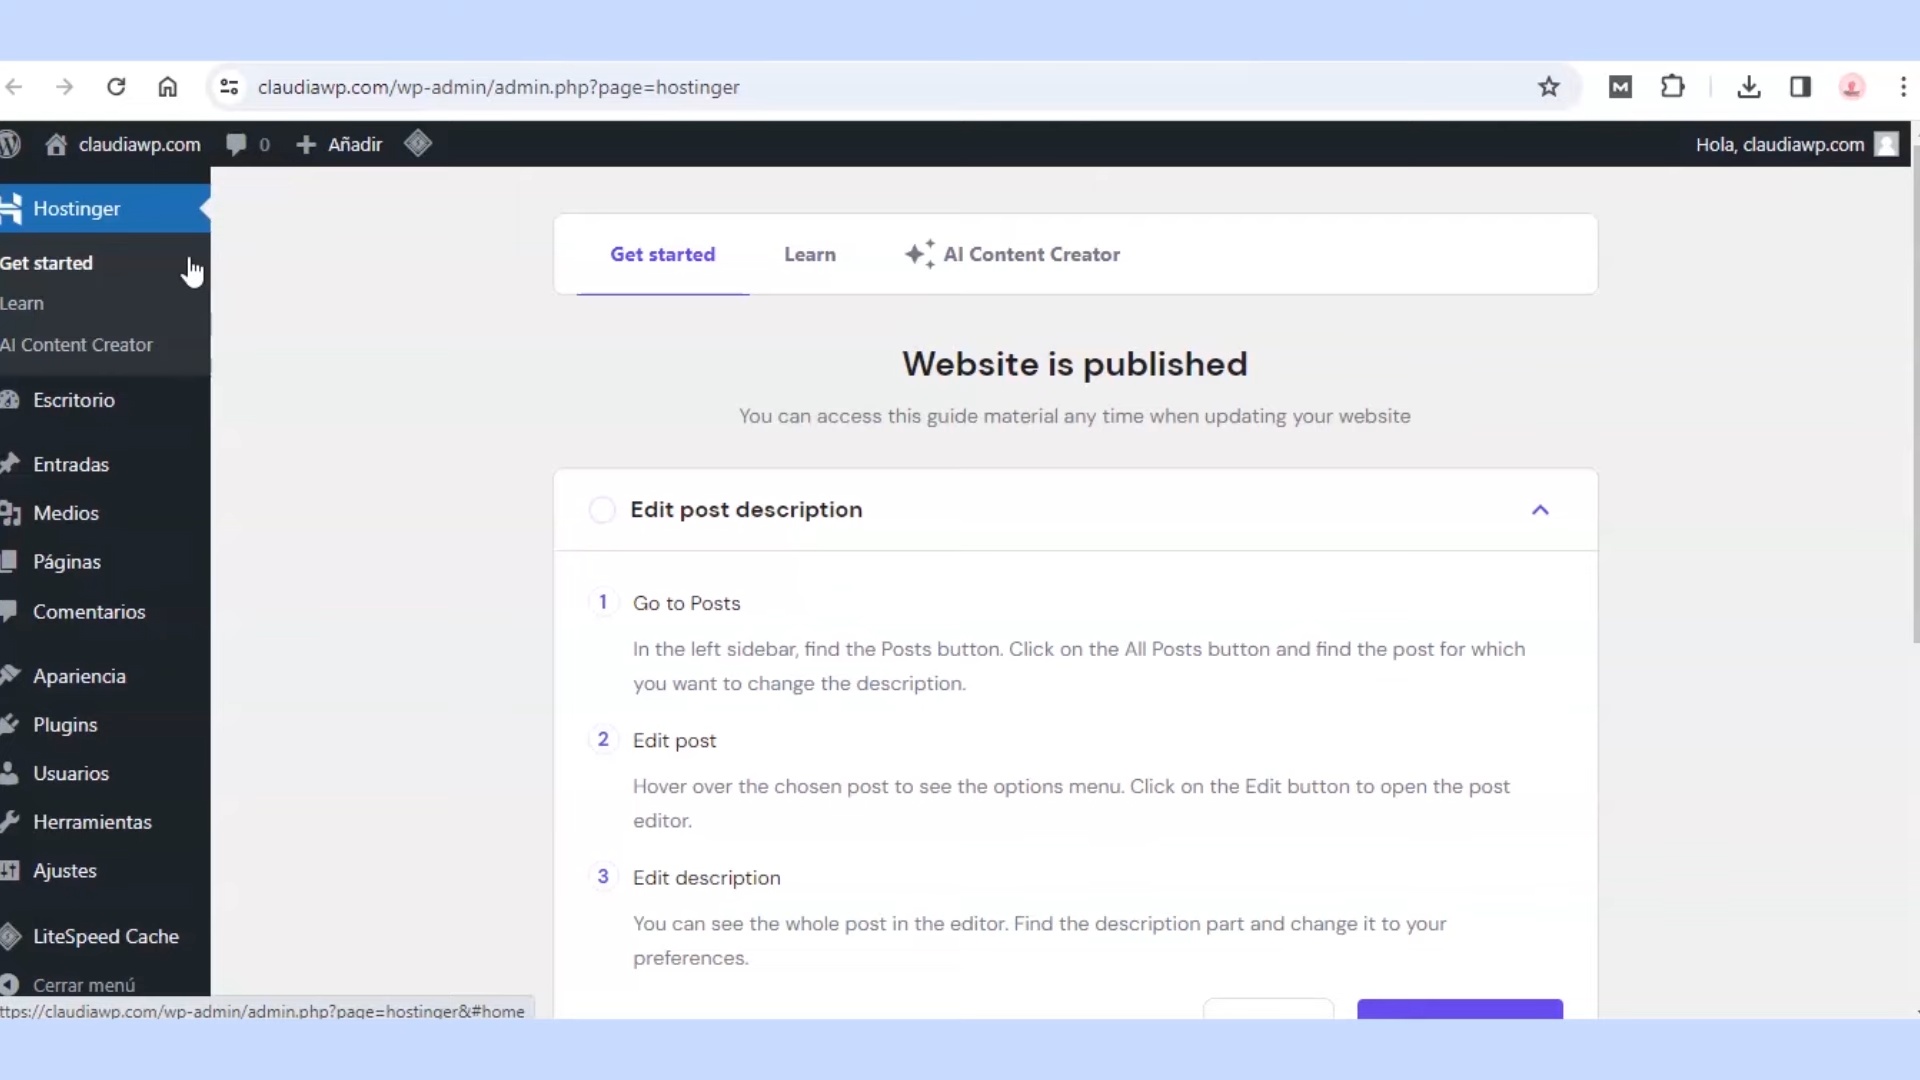 claudiawp.com/wp-admin/admin.php?page=hostinger
claudiawp.com 0 Añadir Hola, claudiawp.com
Hostinger
Get started
Learn
AI Content Creator
Escritorio
Entradas
Medios
Páginas
Comentarios
Apariencia
Plugins
Usuarios
Herramientas
Ajustes
LiteSpeed Cache
Cerrar menú
ttps://claudiawp.com/wp-admin/admin.php?page=hostinger&#home
Get started Learn AI Content Creator
Website is published
You can access this guide material any time when updating your website
Edit post description
1 Go to Posts
In the left sidebar, find the Posts button. Click on the All Posts button and find the post for which
you want to change the description.
2 Edit post
Hover over the chosen post to see the options menu. Click on the Edit button to open the post
editor.
3 Edit description
You can see the whole post in the editor. Find the description part and change it to your
preferences.